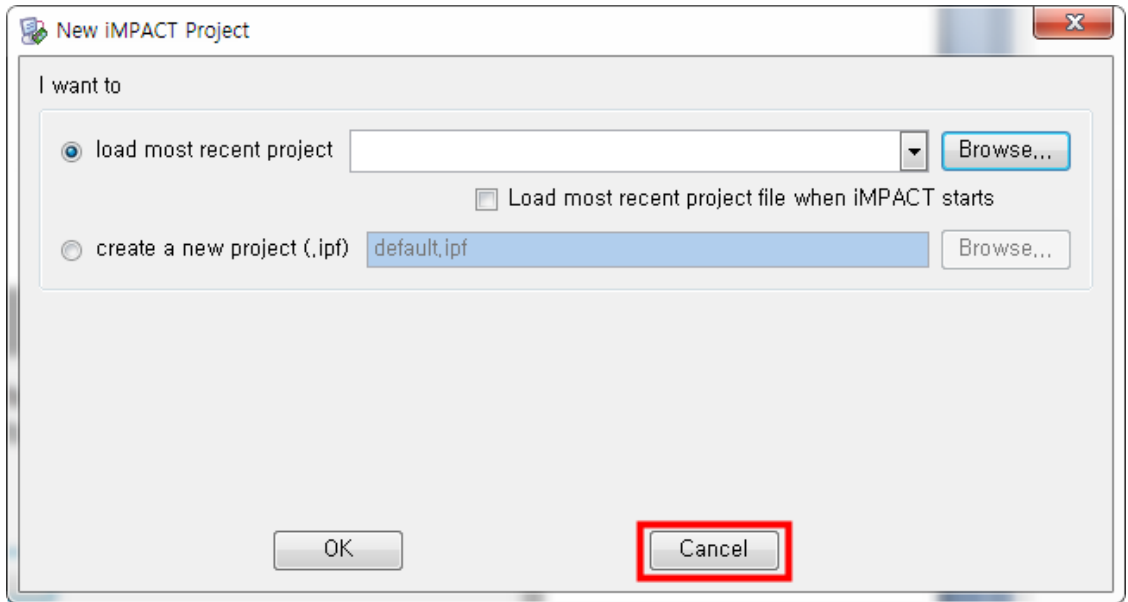 New iMPACT Project
I want to
load most recent project Browse,,,
Load most recent project file when iMPACT starts
create a new project (,ipf) default,ipf Browse,,,
OK Cancel